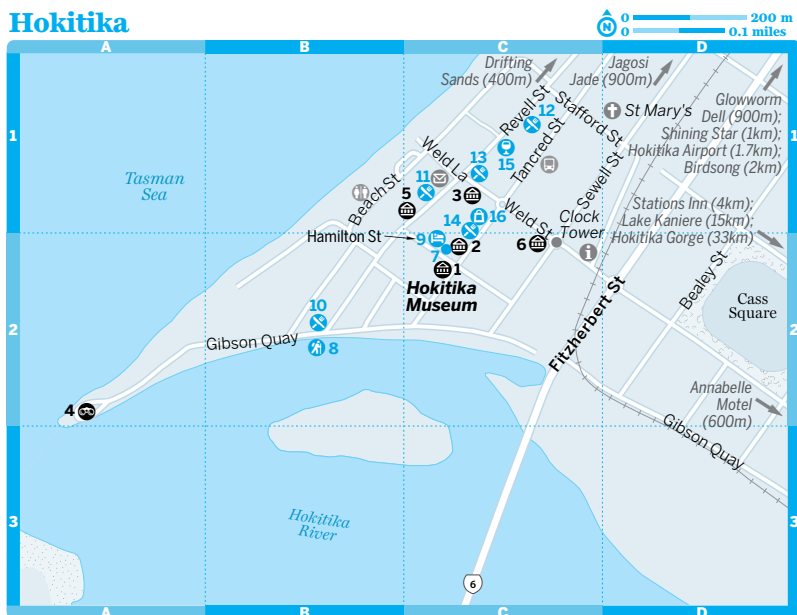 Hokitika
N
0 200 m
0 0.1 miles
A B C D
1
2
3
Drifting
Sands (400m)
Jagosi
Jade (900m)
Glowworm
Dell (900m);
Shining Star (1km);
Hokitika Airport (1.7km);
Birdsong (2km)
St Mary's
Revell St
12
Stafford St
15
Tancred St
Weld La
13
11
Beach St
5
3
Sewell St
Tasman
Sea
Stations Inn (4km);
Lake Kaniere (15km);
Hokitika Gorge (33km)
16
14
Weld St
Clock
Tower
i
Hamilton St
9
2
6
7
1
Hokitika
Museum
Bealey St
Cass
Square
Fitzherbert St
10
Gibson Quay
8
4
Annabelle
Motel
(600m)
Gibson Quay
Hokitika
River
6
1
2
3
A B C D